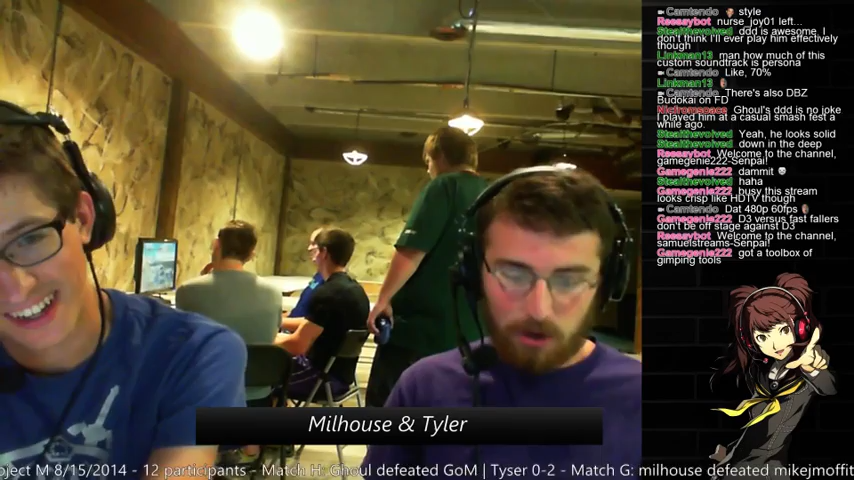 Camtendo style
Reesaybot nurse_joy01 left...
Stealthevolved ddd is awesome, I
don't think I'll ever play him effectively
though
Linkman13 man how much of this
custom soundtrack is persona
Camtendo Like, 70%
Linkman13
Camtendo There's also DBZ
Budokai on FD
Mcfromspace Ghoul's ddd is no joke
I played him at a casual smash fest a
while ago.
Stealthevolved Yeah, he looks solid
Stealthevolved down in the deep
Reesaybot Welcome to the channel,
gamegenie222-Senpai!
Gamegenie222 dammit
Stealthevolved haha
Gamegenie222 busy this stream
looks crisp like HDTV though
Camtendo Dat 480p 60fps
Gamegenie222 D3 versus fast fallers
don't be off stage against D3
Reesaybot Welcome to the channel,
samuelstreams-Senpai!
Gamegenie222 got a toolbox of
gimping tools
Milhouse & Tyler
oject M 8/15/2014 - 12 participants - Match H: Ghoul defeated GoM | Tyser 0-2 - Match G: milhouse defeated mikejmoffit